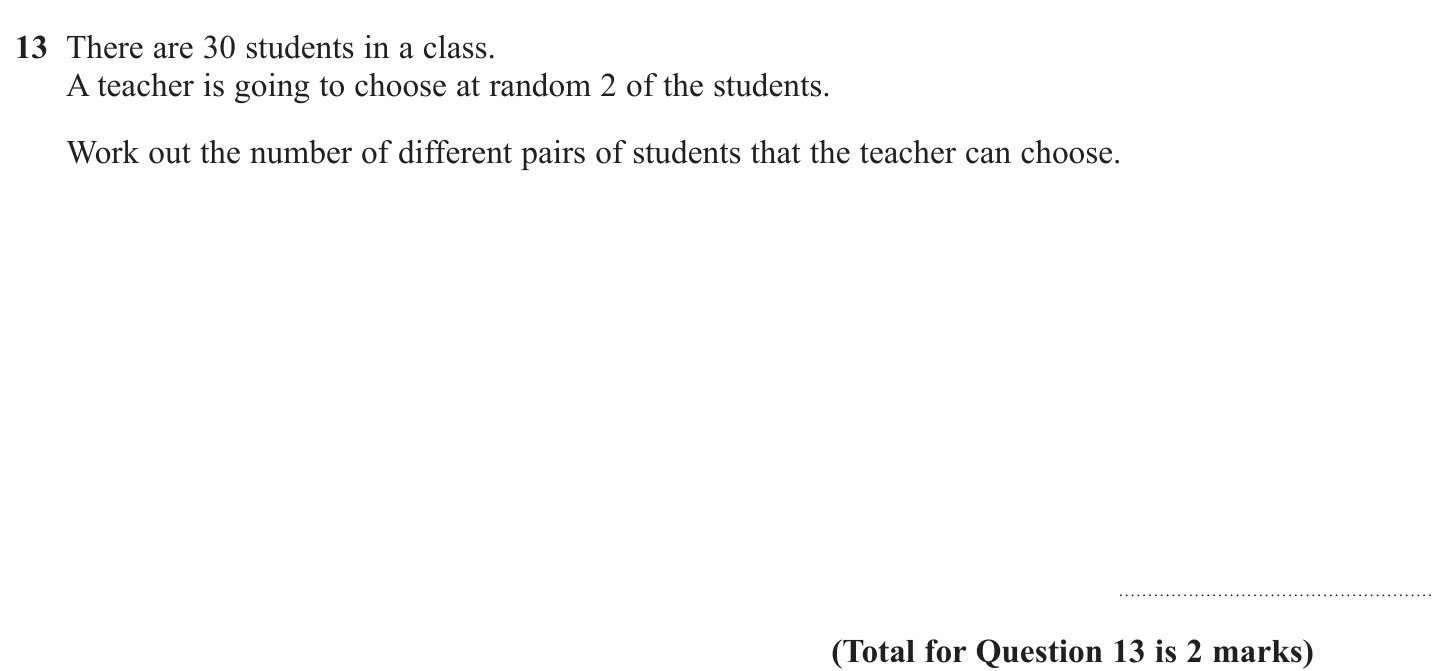 13 There are 30 students in a class.
A teacher is going to choose at random 2 of the students.
Work out the number of different pairs of students that the teacher can choose.
(Total for Question 13 is 2 marks)